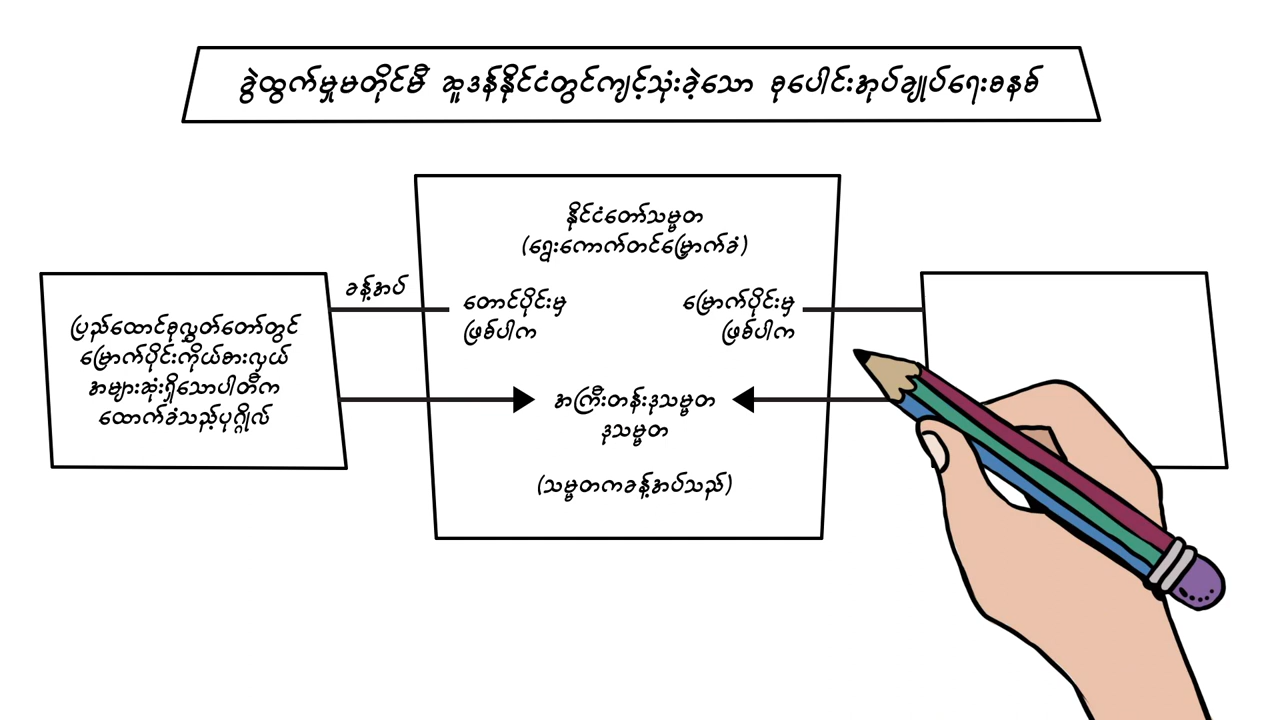 ခွဲထွက်မှုမတိုင်မီ ဆူဒန်နိုင်ငံတွင်ကျင့်သုံးခဲ့သော စုပေါင်းအုပ်ချုပ်ရေးစနစ်
နိုင်ငံတော်သမ္မတ
(ရွေးကောက်တင်မြှောက်ခံ)
ခန့်အပ်
တောင်ပိုင်းမှ
ဖြစ်ပါက
မြောက်ပိုင်းမှ
ဖြစ်ပါက
ပြည်ထောင်စုလွှတ်တော်တွင်
မြောက်ပိုင်းကိုယ်စားလှယ်
အများဆုံးရှိသောပါတီက
ထောက်ခံသည့်ပုဂ္ဂိုလ်
အကြီးတန်းဒုသမ္မတ
ဒုသမ္မတ
(သမ္မတကခန့်အပ်သည်)